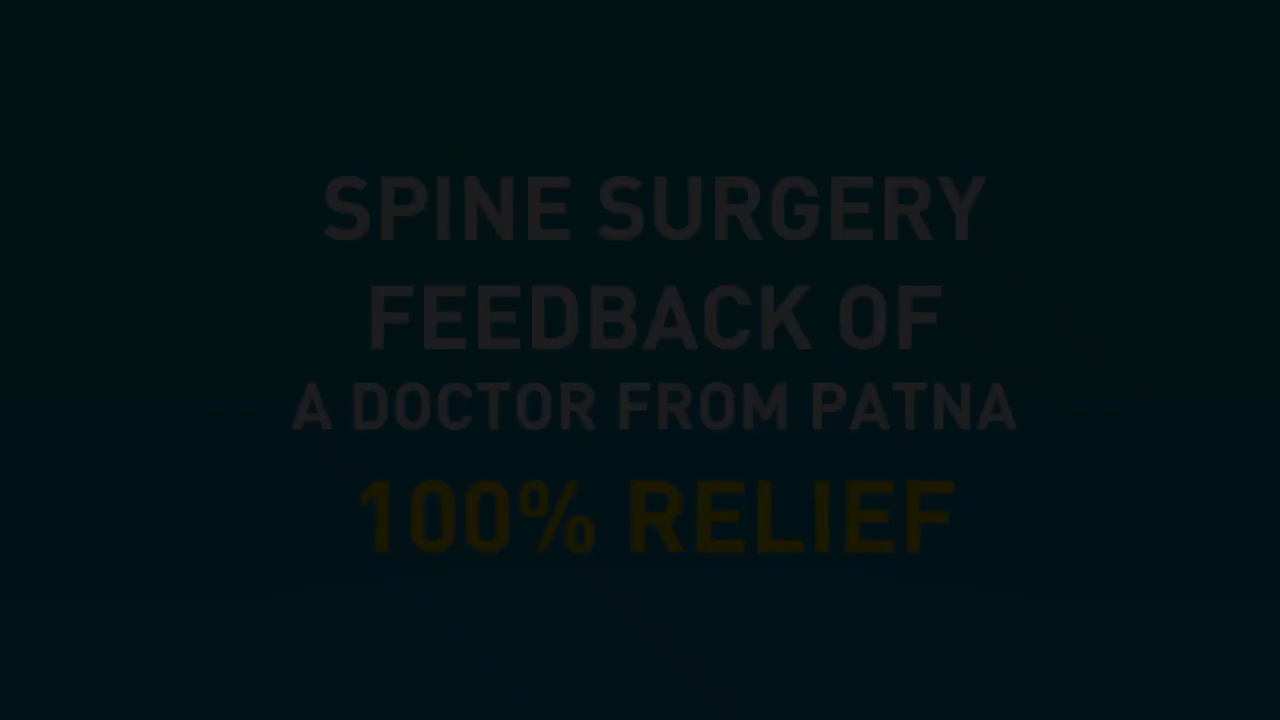 SPINE SURGERY
FEEDBACK OF
A DOCTOR FROM PATNA
100% RELIEF